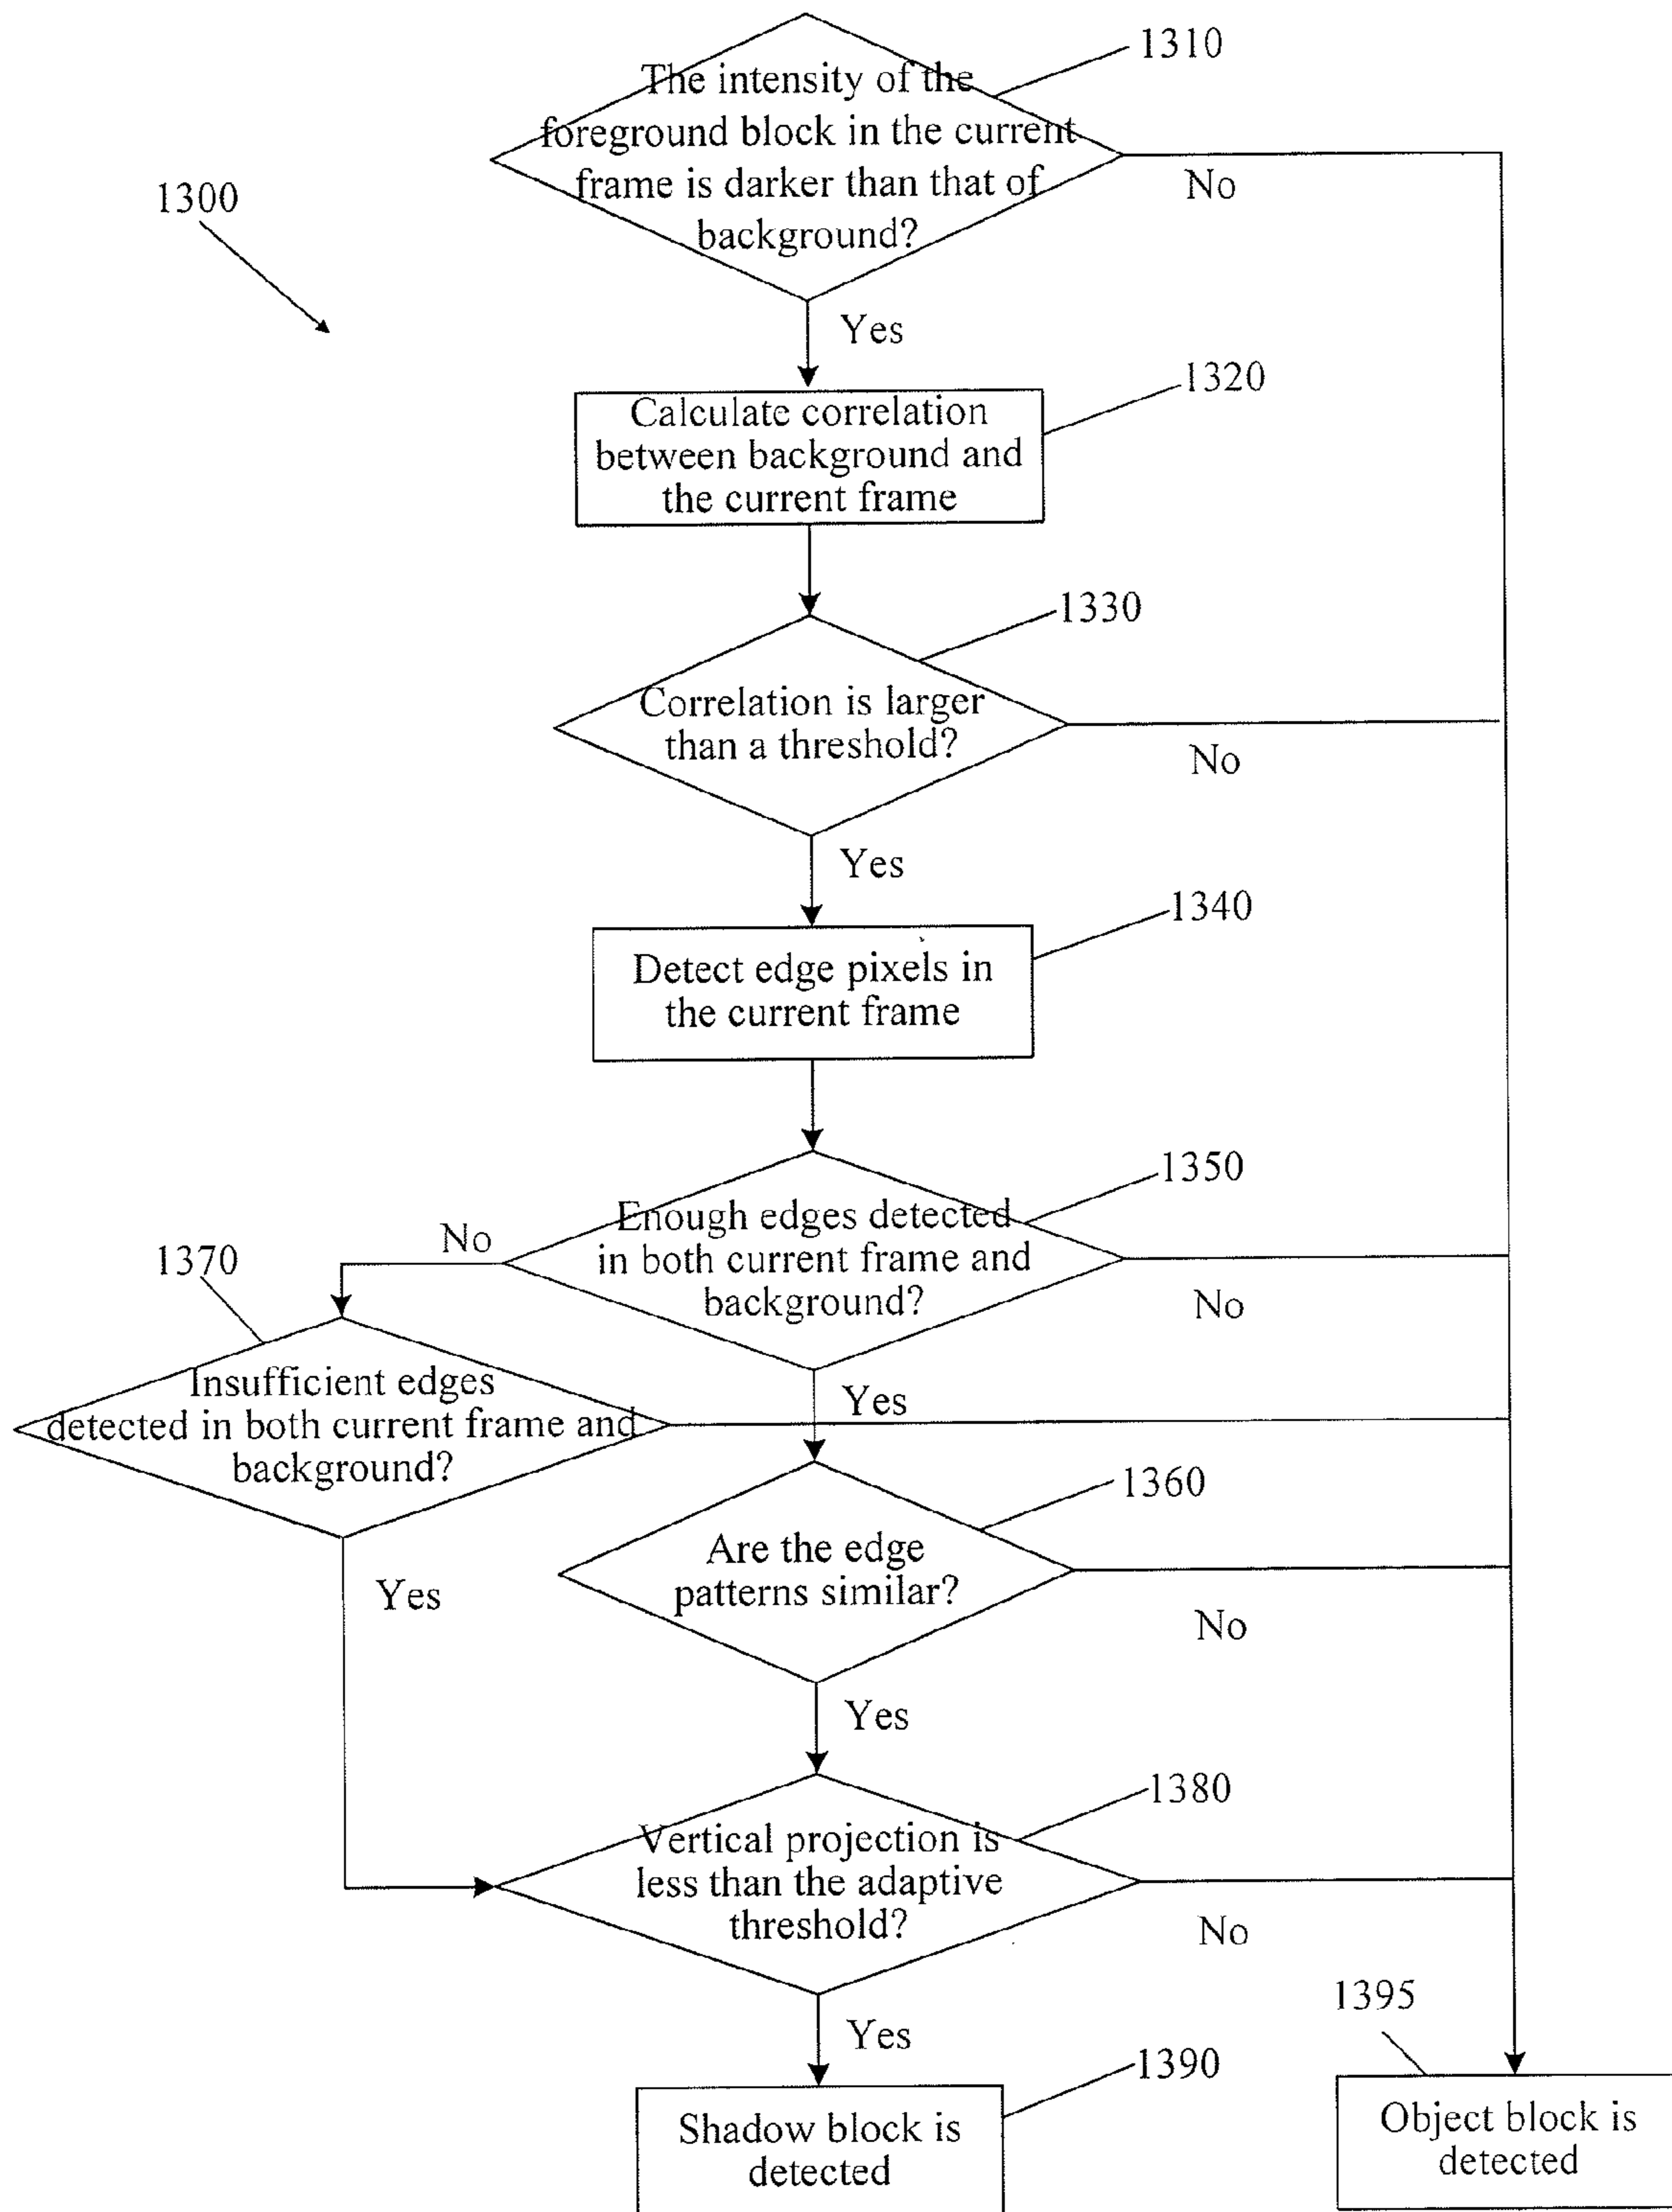 1300
The intensity of the
foreground block in the current
frame is darker than that of
background?
1310
No
Yes
Calculate correlation
between background and
the current frame
1320
Correlation is larger
than a threshold?
1330
No
Yes
Detect edge pixels in
the current frame
1340
Enough edges detected
in both current frame and
background?
1350
No
No
Yes
1370
Insufficient edges
detected in both current frame and
background?
Yes
Are the edge
patterns similar?
1360
No
Yes
Vertical projection is
less than the adaptive
threshold?
1380
No
Yes
Shadow block is
detected
1390
1395
Object block is
detected